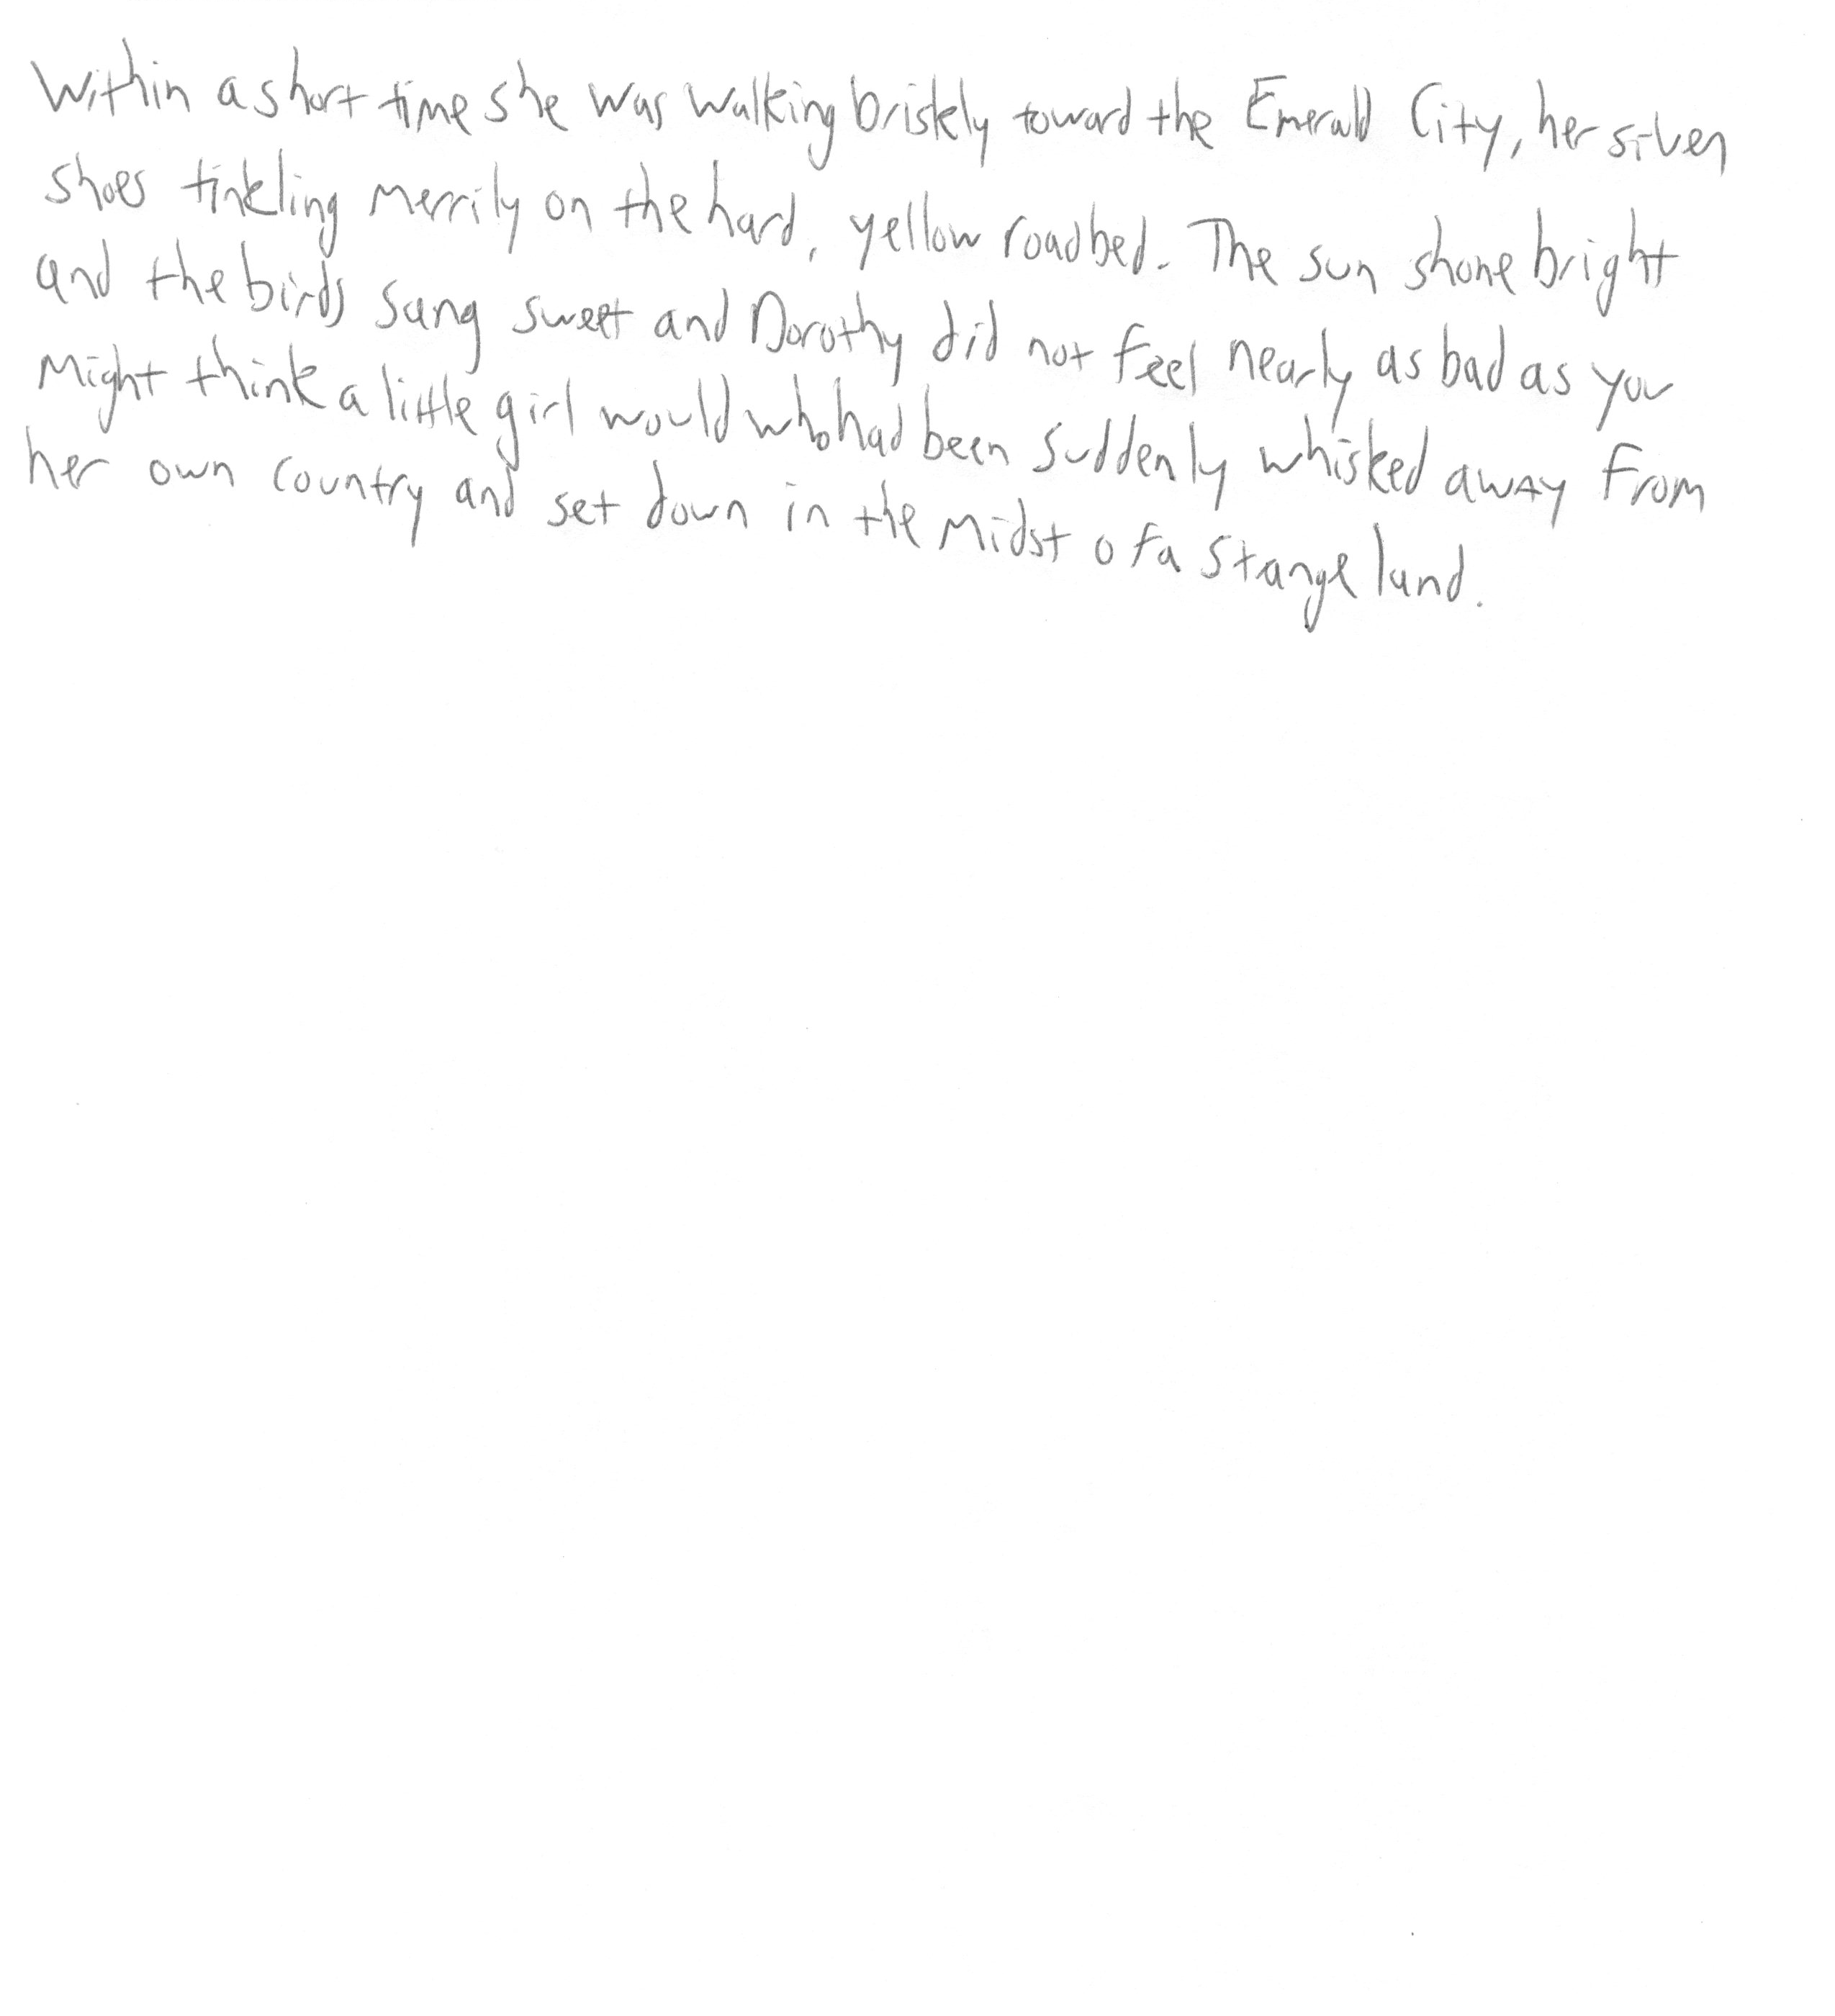 Within a short time she was walking briskly toward the Emerald City, her silver
shoes tinkling merrily on the hard, yellow roadbed. The sun shone bright
and the birds sang sweet and Dorothy did not feel nearly as bad as you
might think a little girl would who had been suddenly whisked away from
her own country and set down in the midst of a stange land.